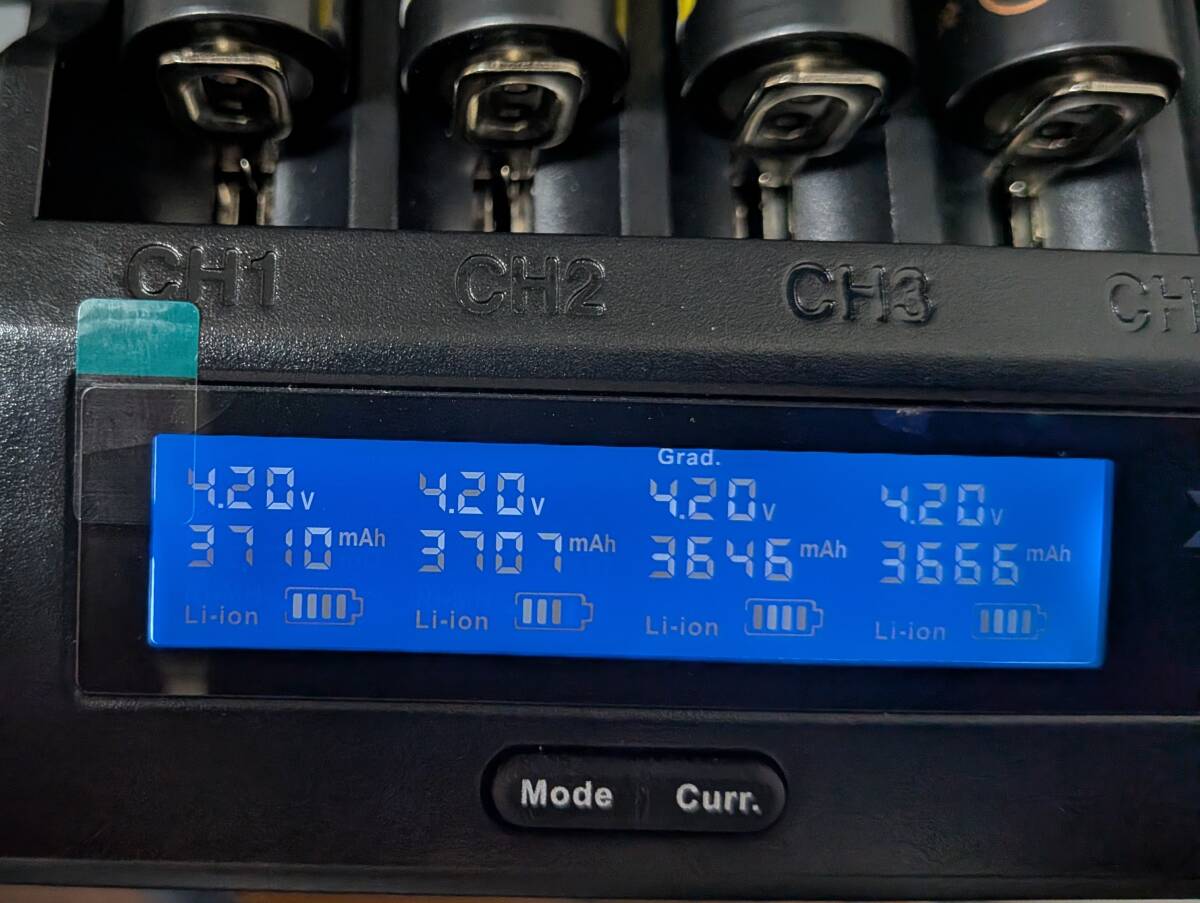 CH1 CH2 CH3 CH
Grad.
4.20V 4.20V 4.20V 4.20V
3710mAh 3707mAh 3646mAh 3666mAh
Li-ion Li-ion Li-ion Li-ion
Mode Curr.